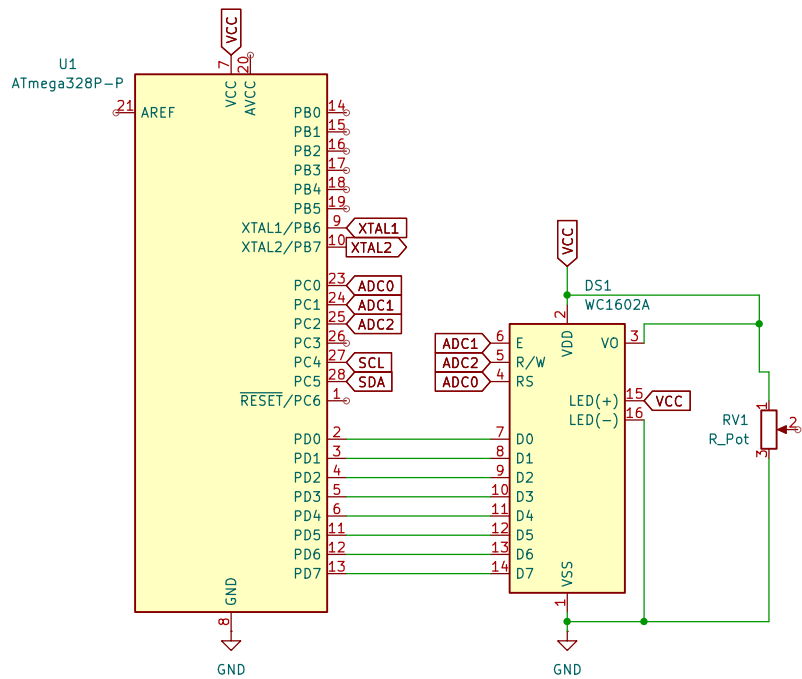 VCC
7
20
U1
ATmega328P-P
VCC
AVCC
21
AREF
PB0
14
PB1
15
PB2
16
PB3
17
PB4
18
PB5
19
XTAL1/PB6
9
XTAL1
XTAL2/PB7
10
XTAL2
PC0
23
ADC0
PC1
24
ADC1
PC2
25
ADC2
PC3
26
PC4
27
SCL
PC5
28
SDA
RESET/PC6
1
PD0
2
PD1
3
PD2
4
PD3
5
PD4
6
PD5
11
PD6
12
PD7
13
GND
8
GND
VCC
DS1
WC1602A
2
VDD
ADC1
6
E
ADC2
5
R/W
ADC0
4
RS
VO
3
LED(+)
15
VCC
LED(-)
16
7
D0
8
D1
9
D2
10
D3
11
D4
12
D5
13
D6
14
D7
VSS
1
GND
RV1
R_Pot
1
2
3